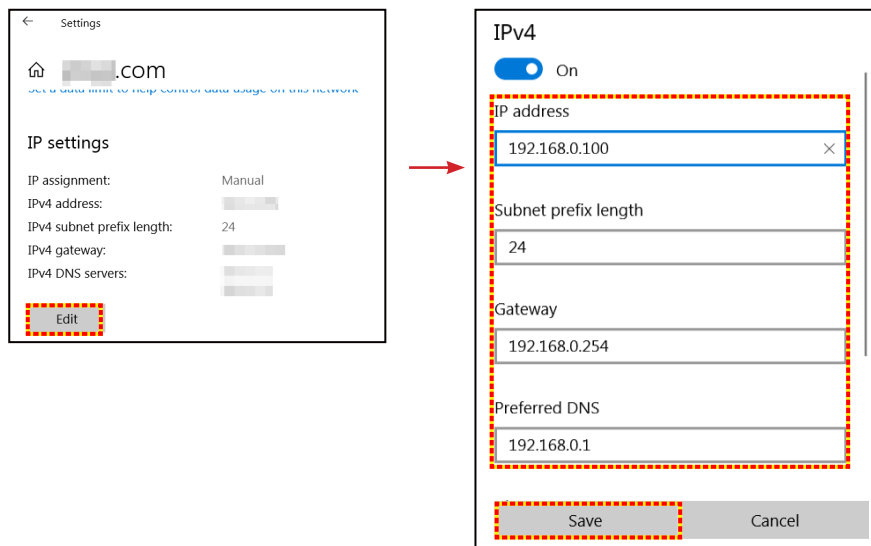 Settings
.com
Set a data limit to help control data usage on this network
IP settings
IP assignment: Manual
IPv4 address:
IPv4 subnet prefix length: 24
IPv4 gateway:
IPv4 DNS servers:
Edit
IPv4
On
IP address
192.168.0.100
Subnet prefix length
24
Gateway
192.168.0.254
Preferred DNS
192.168.0.1
Save Cancel